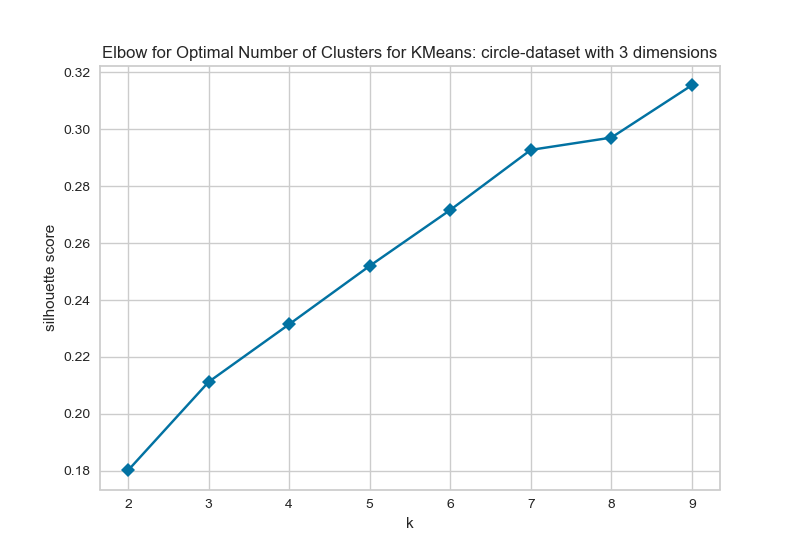 Elbow for Optimal Number of Clusters for KMeans: circle-dataset with 3 dimensions
0.32
0.30
0.28
0.26
0.24
0.22
0.20
0.18
silhouette score
2 3 4 5 6 7 8 9
k